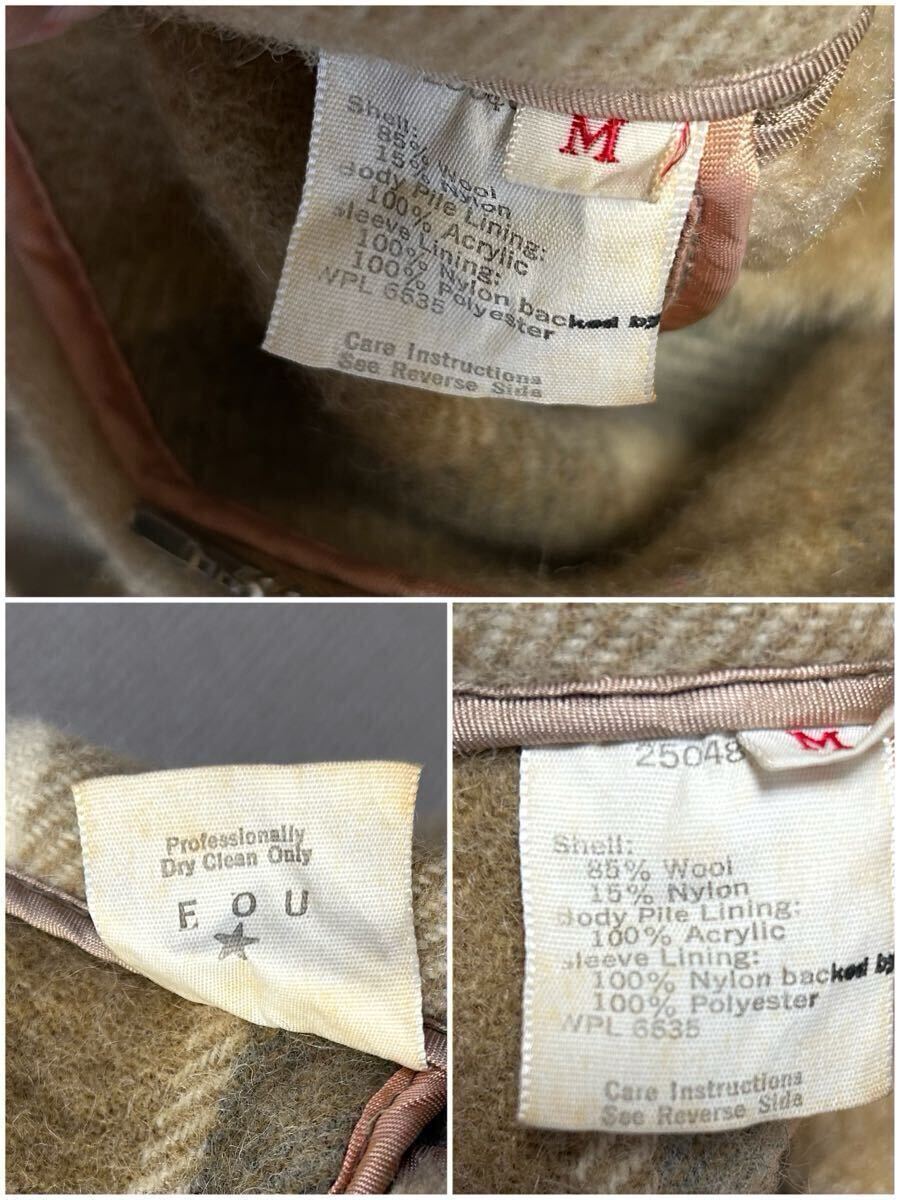 M
Shell:
85% Wool
15% Nylon
Body Pile Lining:
100% Acrylic
sleeve Lining:
100% Nylon backed by
100% Polyester
WPL 6535
Care Instructions
See Reverse Side
Professionally
Dry Clean Only
E O U
25048
M
Shell:
85% Wool
15% Nylon
Body Pile Lining:
100% Acrylic
sleeve Lining:
100% Nylon backed by
100% Polyester
WPL 6535
Care Instructions
See Reverse Side